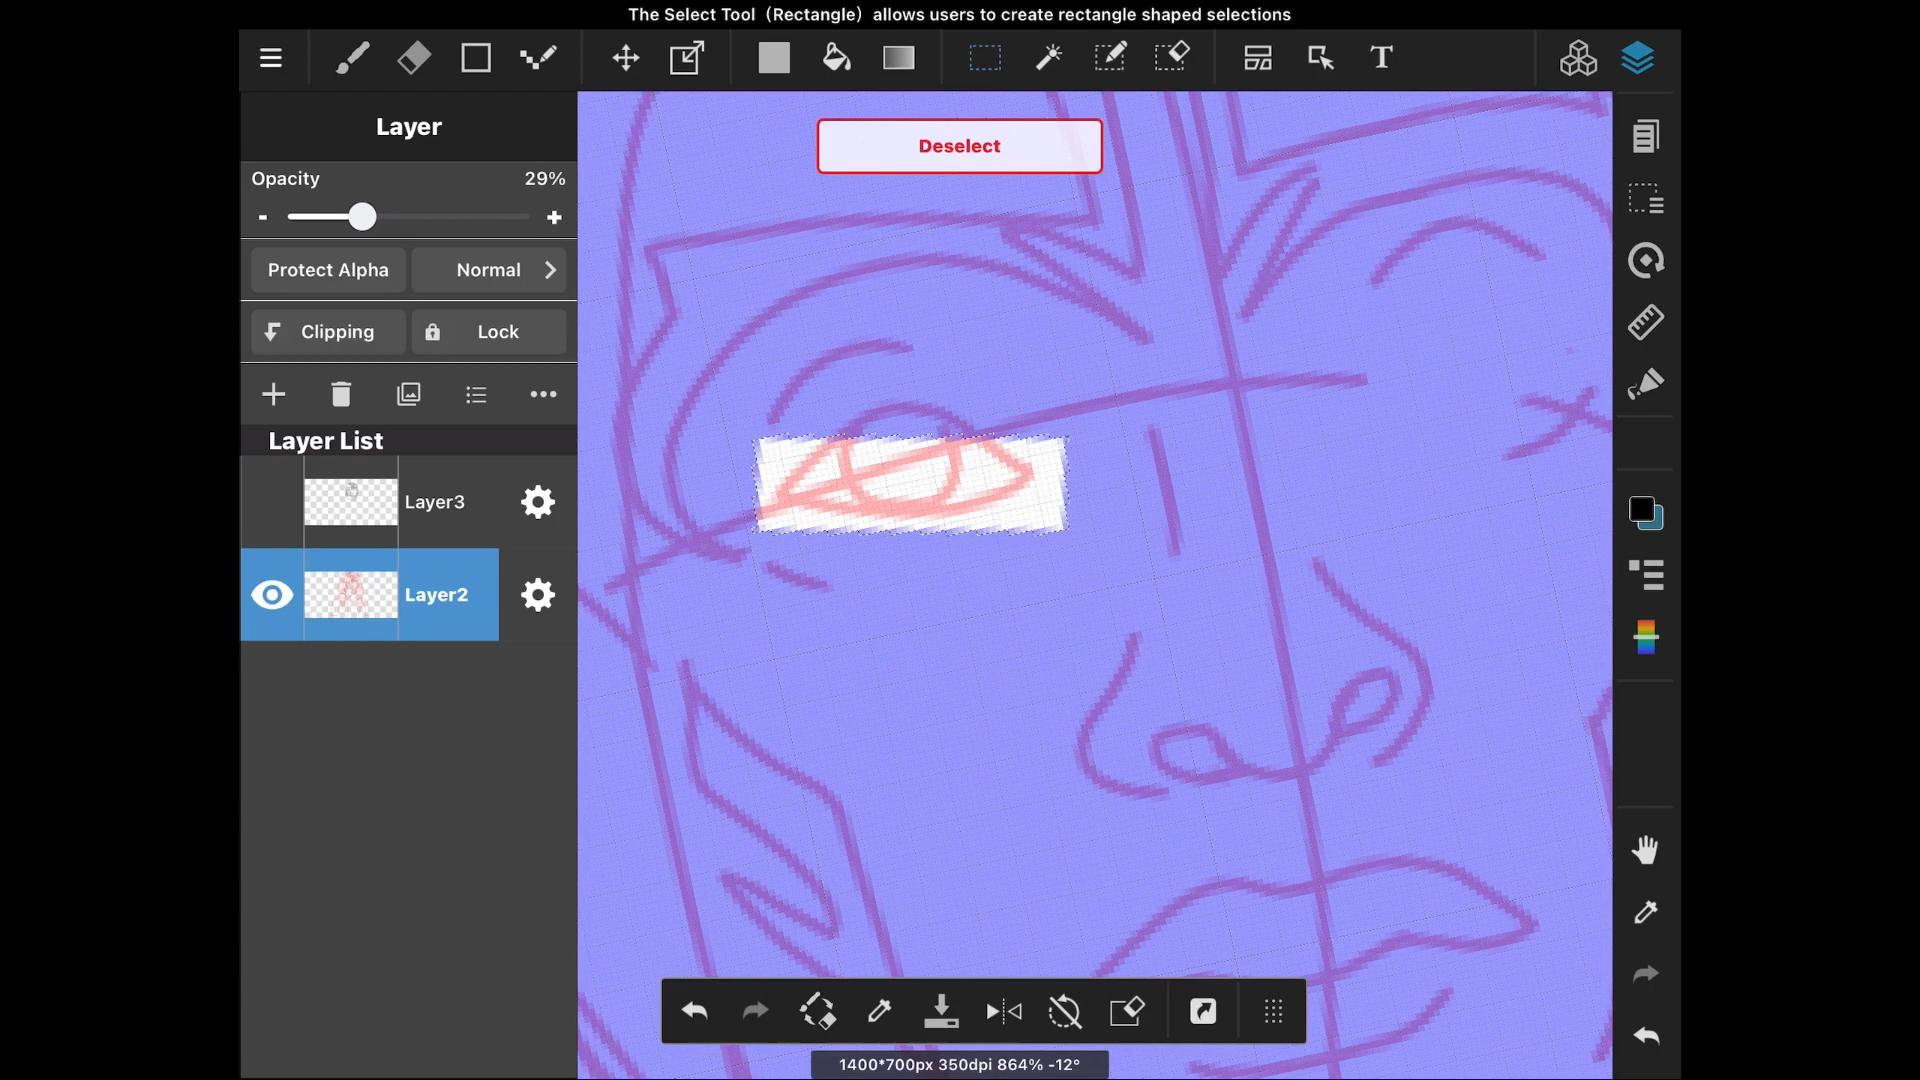 The Select Tool（Rectangle）allows users to create rectangle shaped selections
T
Layer
Opacity 29%
- +
Protect Alpha Normal
Clipping Lock
Layer List
Layer3
Layer2
Deselect
1400*700px 350dpi 864% -12°